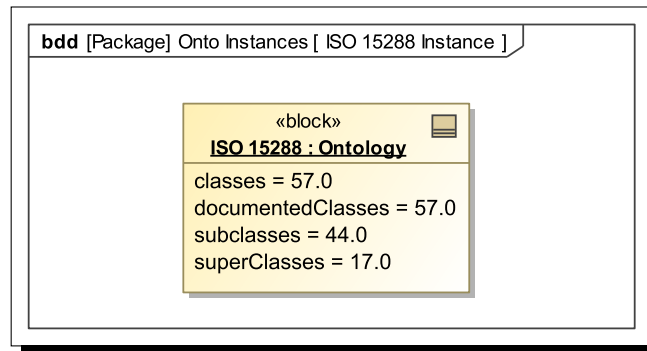 bdd [Package] Onto Instances [ ISO 15288 Instance ]
«block»
ISO 15288 : Ontology
classes = 57.0
documentedClasses = 57.0
subclasses = 44.0
superClasses = 17.0